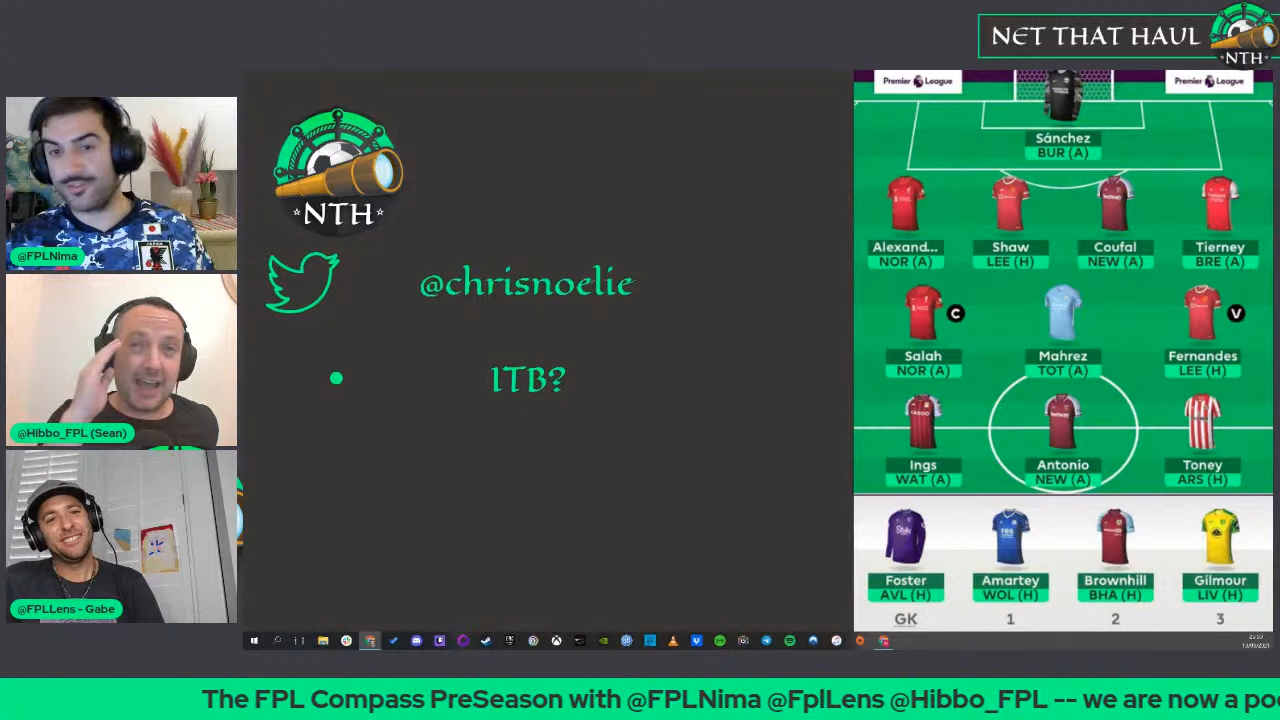 NET THAT HAUL
NTH
@FPLNIma
@Hibbo_FPL (Sean)
@FPLLens - Gabe
NTH
@chrisnoelie
ITB?
Premier League
Premier League
Sánchez
BUR (A)
Alexand...
NOR (A)
Shaw
LEE (H)
Coufal
NEW (A)
Tierney
BRE (A)
Salah
NOR (A)
C
Mahrez
TOT (A)
Fernandes
LEE (H)
V
Ings
WAT (A)
Antonio
NEW (A)
Toney
ARS (H)
Foster
AVL (H)
Amartey
WOL (H)
Brownhill
BHA (H)
Gilmour
LIV (H)
GK
1
2
3
The FPL Compass PreSeason with @FPLNima @FplLens @Hibbo_FPL -- we are now a po